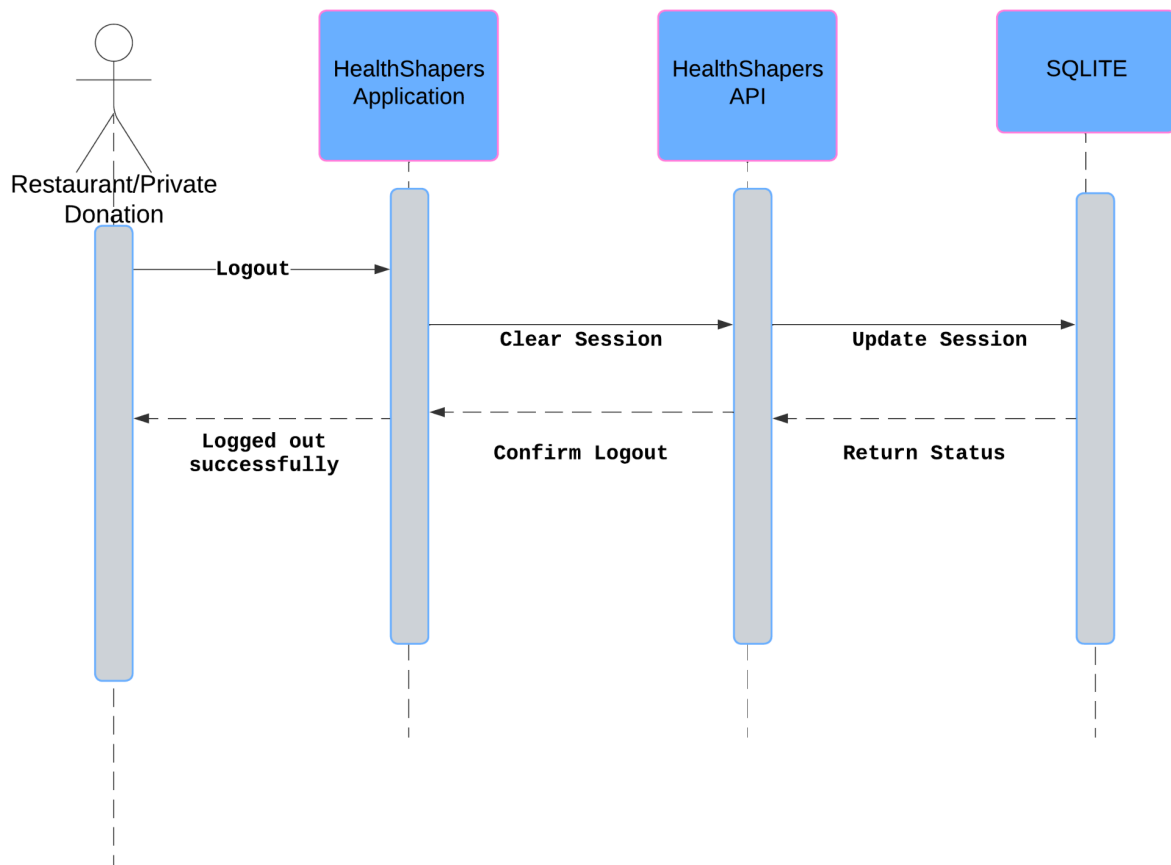 HealthShapers
Application
HealthShapers
API
SQLITE
Restaurant/Private
Donation
Logout
Clear Session
Update Session
Logged out
successfully
Confirm Logout
Return Status